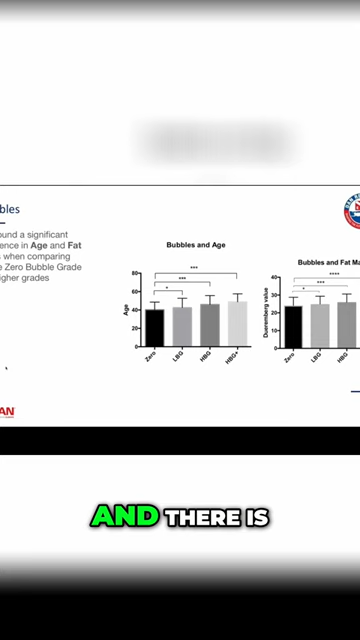 bles
ound a significant
ence in Age and Fat
s when comparing
e Zero Bubble Grade
igher grades
Bubbles and Age
***
***
*
80
60
40
20
0
Age
Zero
LBG
HBG
HBG+
Bubbles and Fat Ma
****
***
*
40
30
20
10
0
Dueremberg value
Zero
LBG
HBG
AN
AND THERE IS